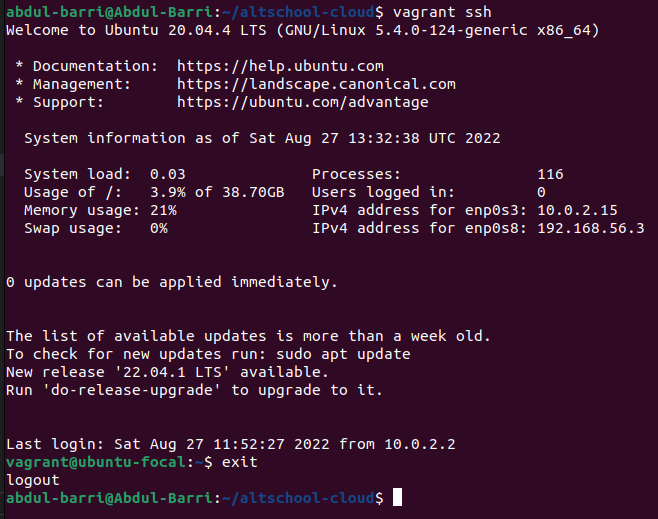 abdul-barri@Abdul-Barri:~/altschool-cloud$ vagrant ssh
Welcome to Ubuntu 20.04.4 LTS (GNU/Linux 5.4.0-124-generic x86_64)
* Documentation: https://help.ubuntu.com
* Management: https://landscape.canonical.com
* Support: https://ubuntu.com/advantage
System information as of Sat Aug 27 13:32:38 UTC 2022
System load: 0.03 Processes: 116
Usage of /: 3.9% of 38.70GB Users logged in: 0
Memory usage: 21% IPv4 address for enp0s3: 10.0.2.15
Swap usage: 0% IPv4 address for enp0s8: 192.168.56.3
0 updates can be applied immediately.
The list of available updates is more than a week old.
To check for new updates run: sudo apt update
New release '22.04.1 LTS' available.
Run 'do-release-upgrade' to upgrade to it.
Last login: Sat Aug 27 11:52:27 2022 from 10.0.2.2
vagrant@ubuntu-focal:~$ exit
logout
abdul-barri@Abdul-Barri:~/altschool-cloud$